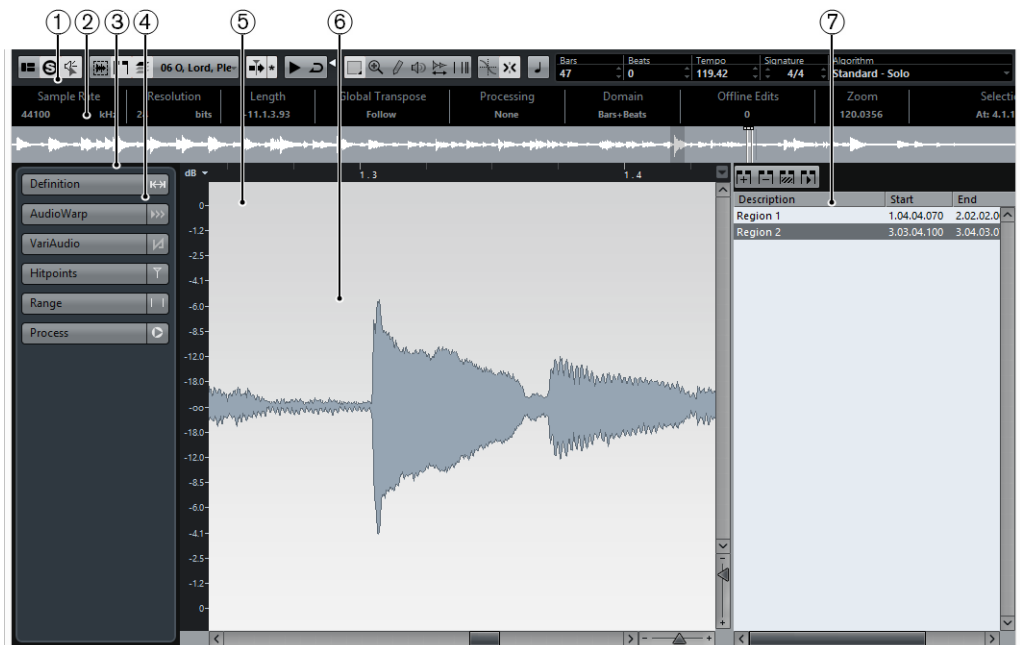 ① ② ③ ④ ⑤ ⑥ ⑦
06 O, Lord, Ple
Bars Beats Tempo Signature Algorithm
47 0 119.42 4/4 Standard - Solo
Sample Rate Resolution Length Global Transpose Processing Domain Offline Edits Zoom Selecti
44100 kHz bits 11.1.3.93 Follow None Bars+Beats 0 120.0356 At: 4.1.1
Definition
AudioWarp
VariAudio
Hitpoints
Range
Process
dB 1.3 1.4
0
-1.2
-2.5
-4.1
-6.0
-8.5
-12.0
-18.0
-oo
-18.0
-12.0
-8.5
-6.0
-4.1
-2.5
-1.2
0
Description Start End
Region 1 1.04.04.070 2.02.02.0
Region 2 3.03.04.100 3.04.03.0